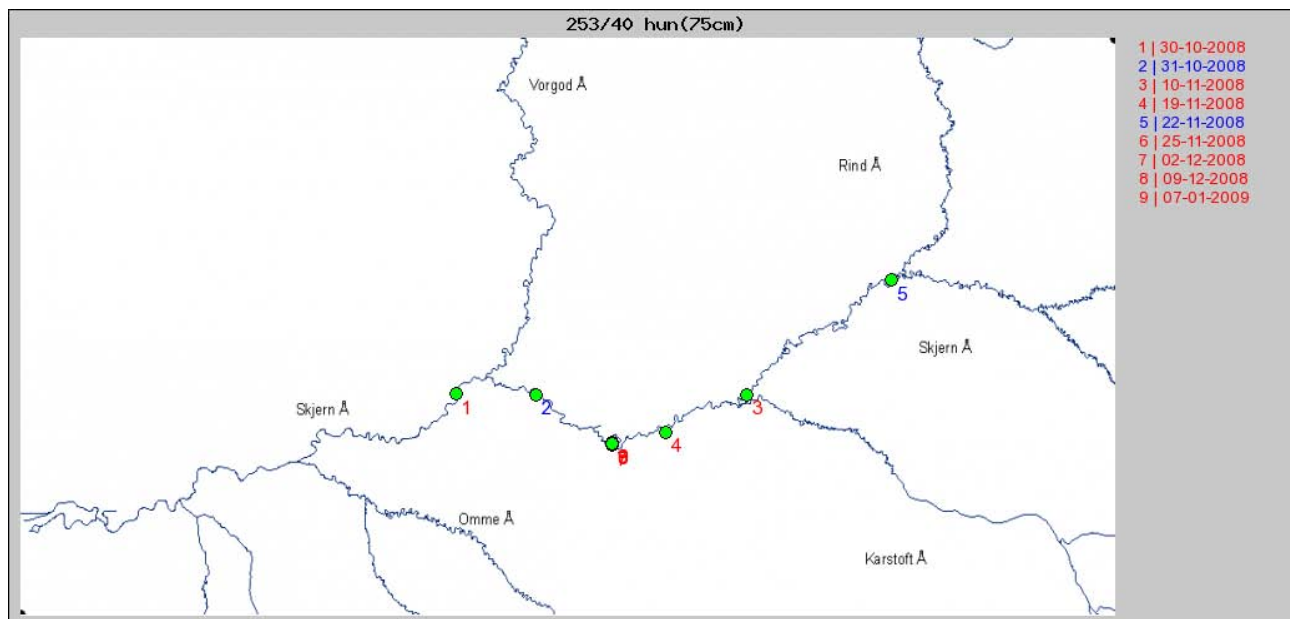 253/40 hun(75cm)
1 | 30-10-2008
2 | 31-10-2008
3 | 10-11-2008
4 | 19-11-2008
5 | 22-11-2008
6 | 25-11-2008
7 | 02-12-2008
8 | 09-12-2008
9 | 07-01-2009
Vorgod Å
Rind Å
5
Skjern Å
1
2
3
Skjern Å
4
Omme Å
Karstoft Å